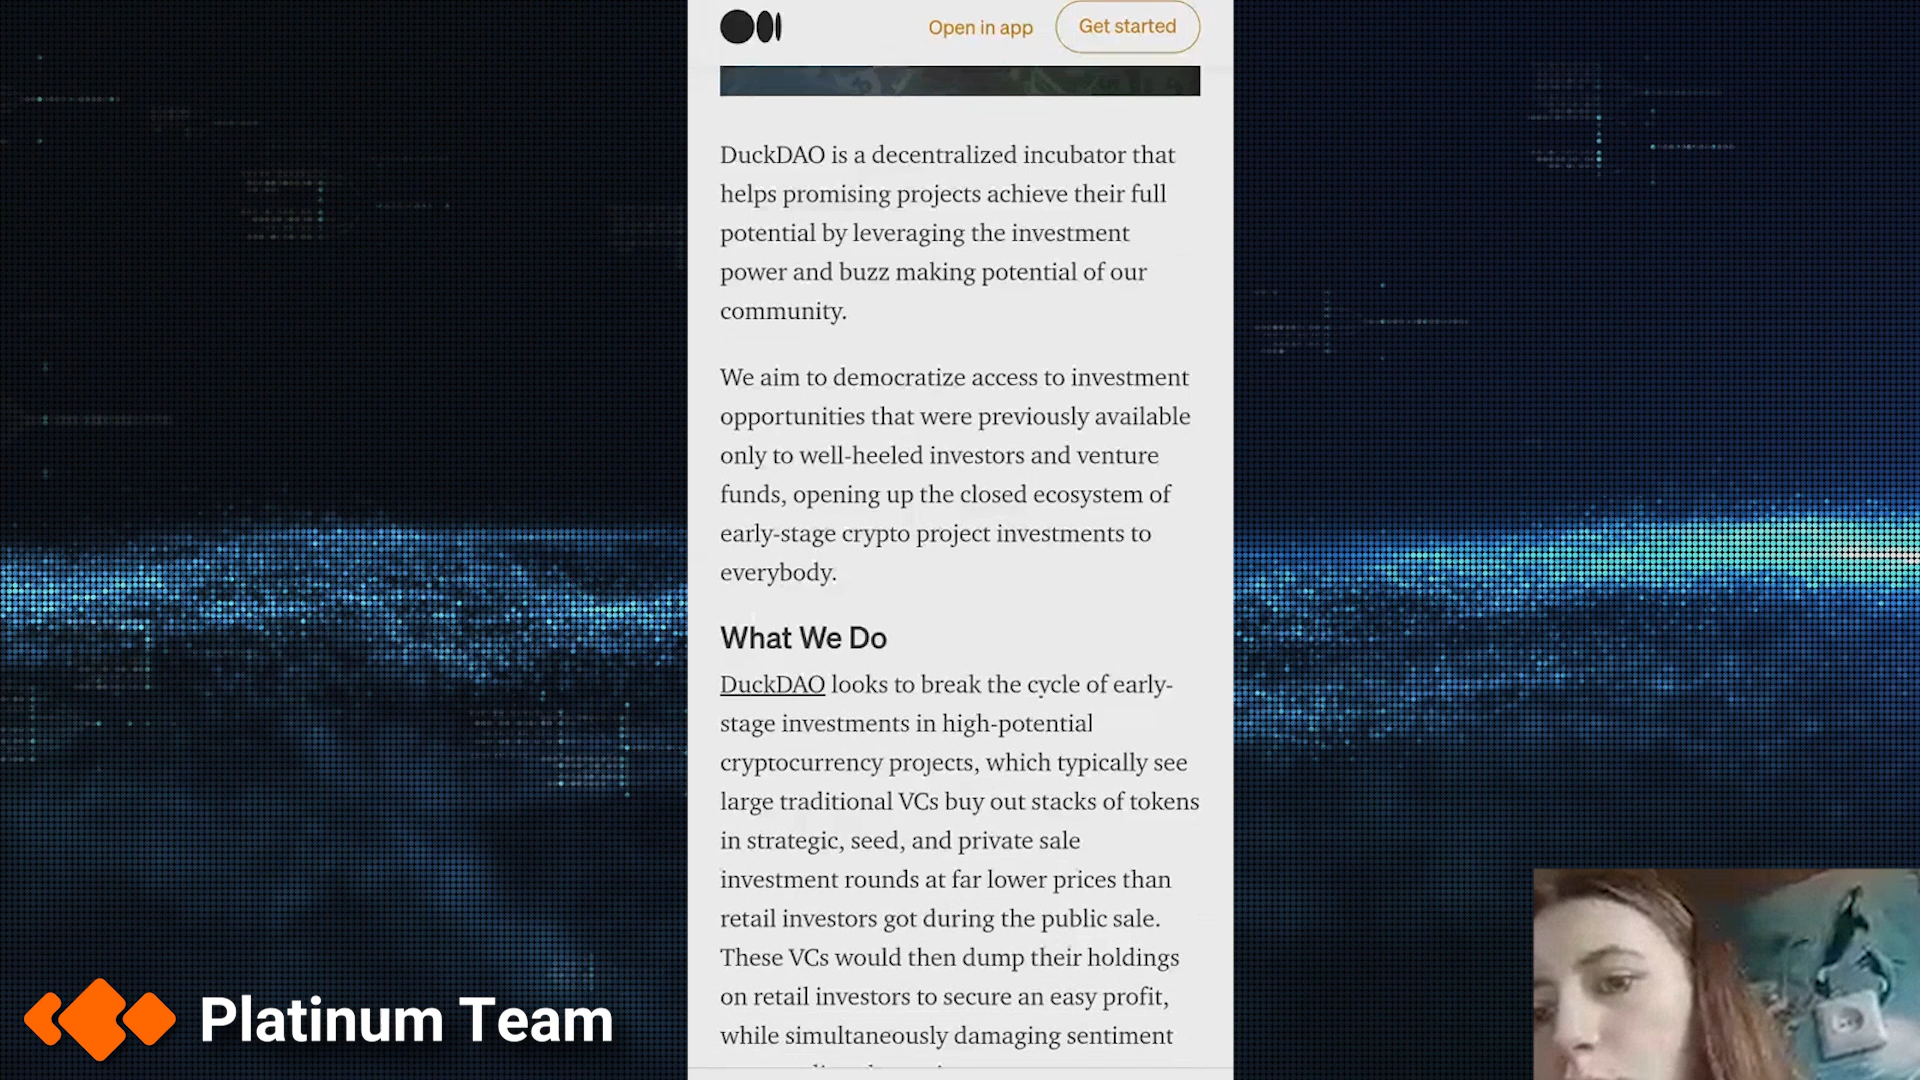 Open in app
Get started
DuckDAO is a decentralized incubator that
helps promising projects achieve their full
potential by leveraging the investment
power and buzz making potential of our
community.
We aim to democratize access to investment
opportunities that were previously available
only to well-heeled investors and venture
funds, opening up the closed ecosystem of
early-stage crypto project investments to
everybody.
What We Do
DuckDAO looks to break the cycle of early-
stage investments in high-potential
cryptocurrency projects, which typically see
large traditional VCs buy out stacks of tokens
in strategic, seed, and private sale
investment rounds at far lower prices than
retail investors got during the public sale.
These VCs would then dump their holdings
on retail investors to secure an easy profit,
while simultaneously damaging sentiment
Platinum Team